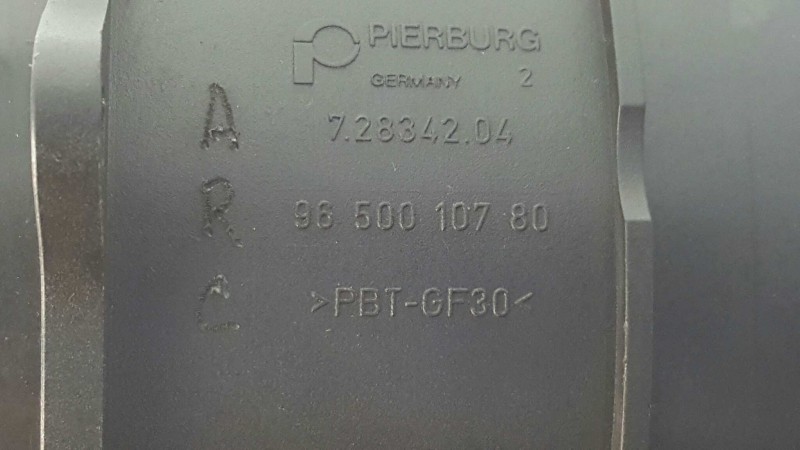 PIERBURG
GERMANY 2
7.28342.04
96 500 107 80
>PBT-GF30<
A
R
C